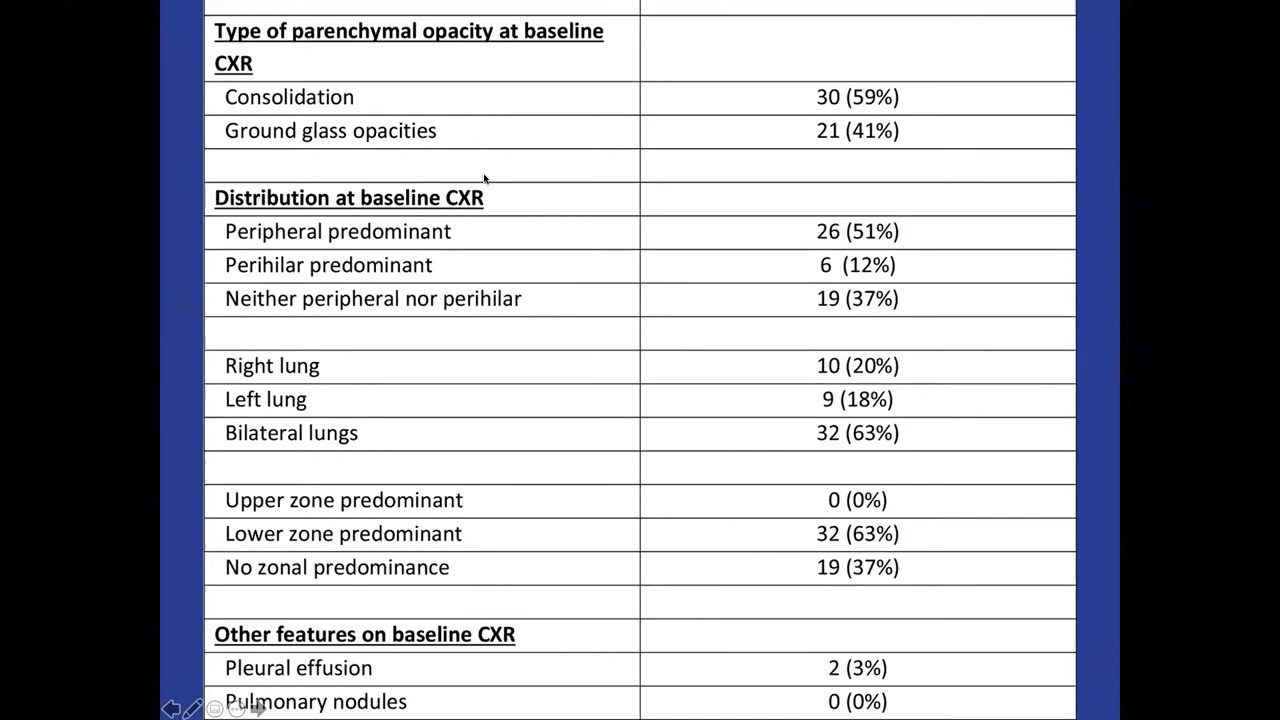 Type of parenchymal opacity at baseline
CXR
Consolidation 30 (59%)
Ground glass opacities 21 (41%)
Distribution at baseline CXR
Peripheral predominant 26 (51%)
Perihilar predominant 6 (12%)
Neither peripheral nor perihilar 19 (37%)
Right lung 10 (20%)
Left lung 9 (18%)
Bilateral lungs 32 (63%)
Upper zone predominant 0 (0%)
Lower zone predominant 32 (63%)
No zonal predominance 19 (37%)
Other features on baseline CXR
Pleural effusion 2 (3%)
Pulmonary nodules 0 (0%)